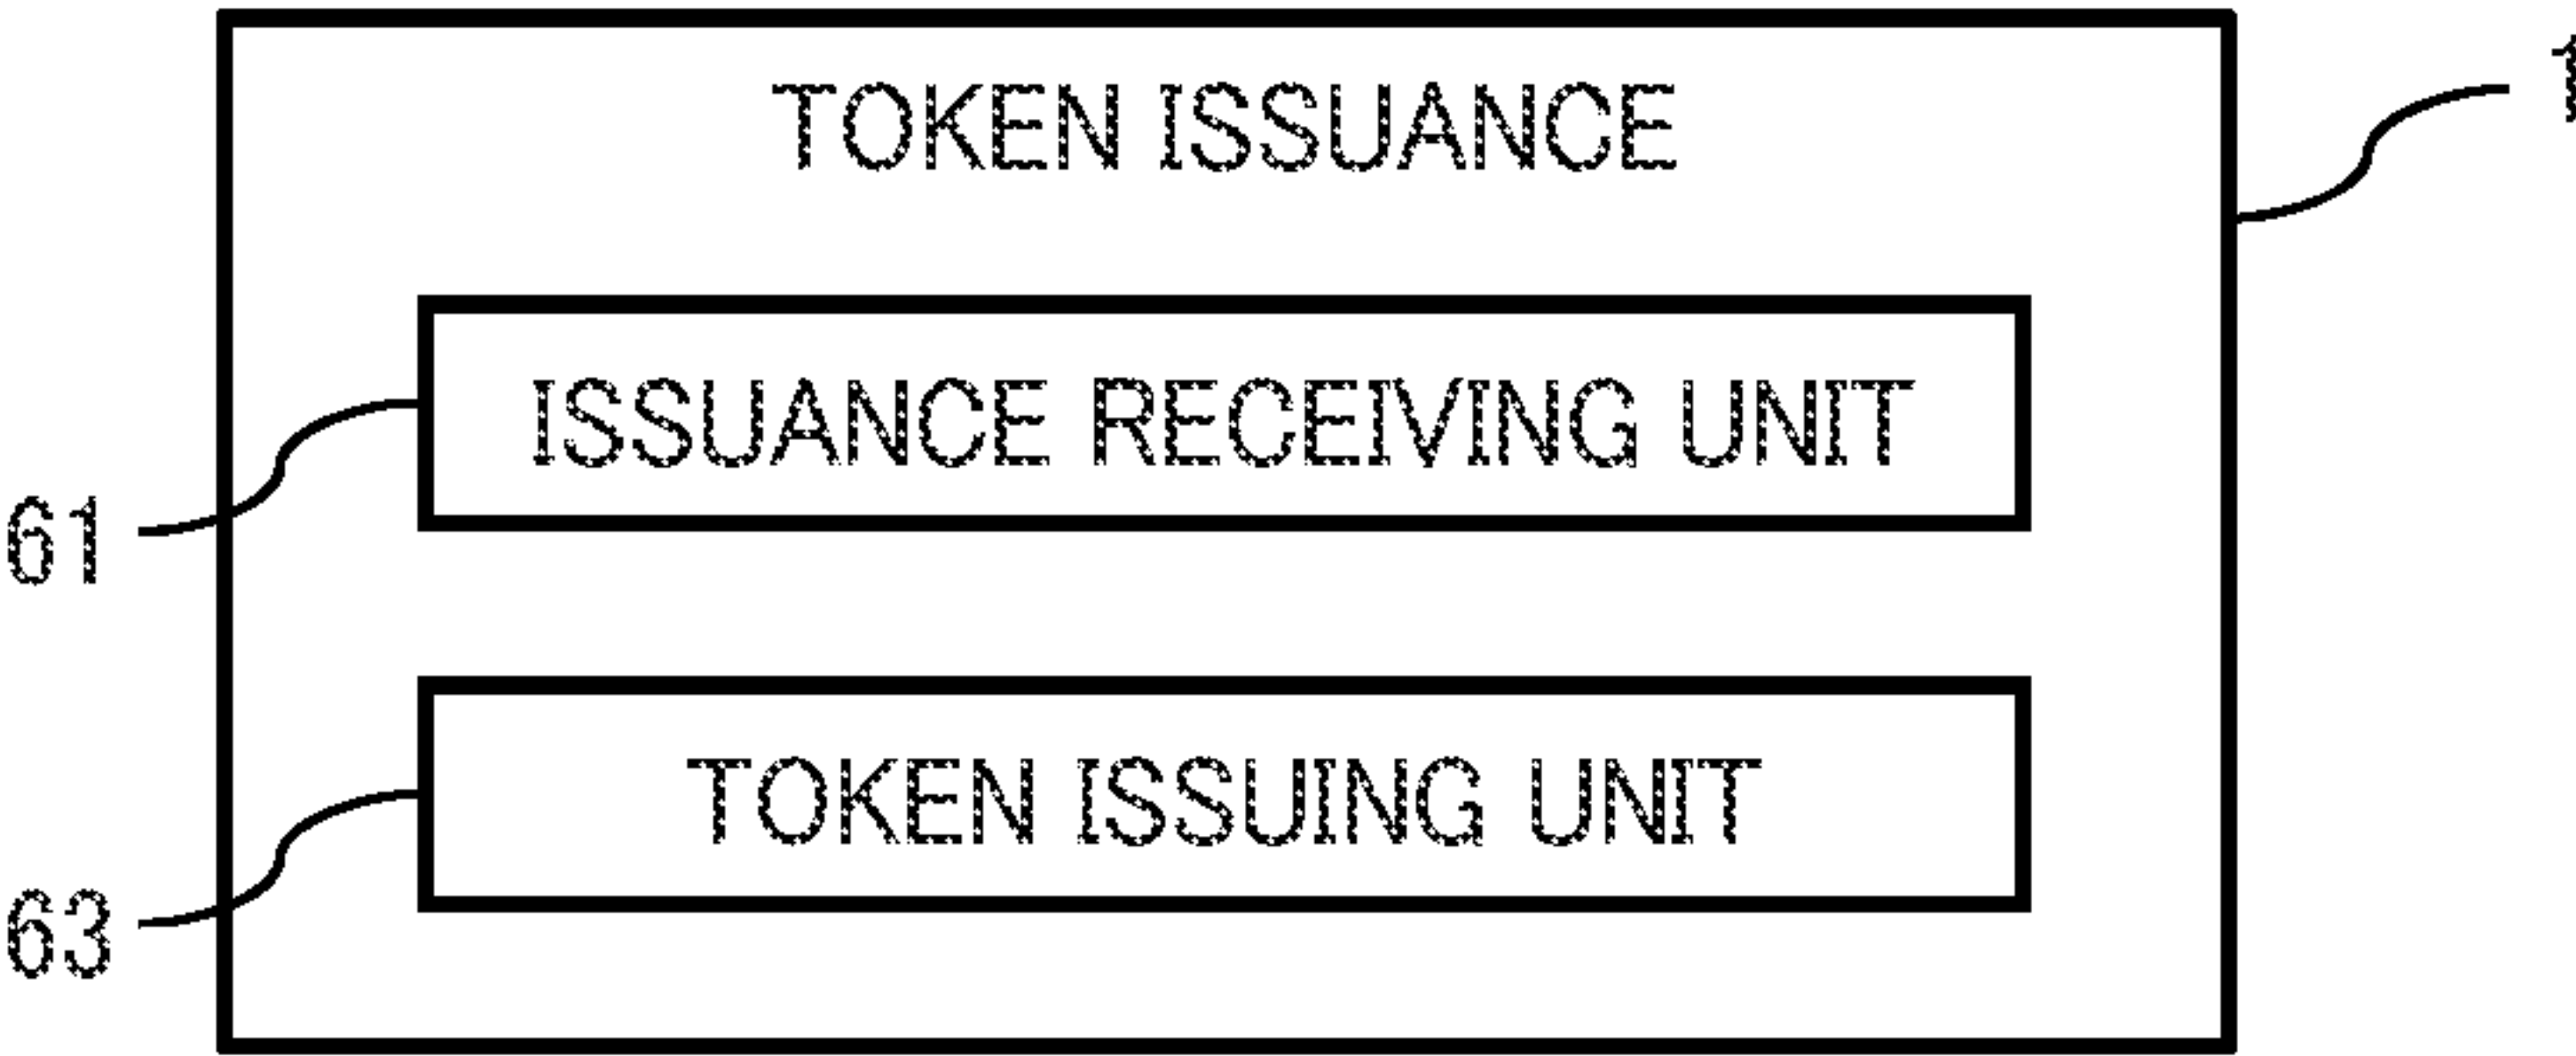 TOKEN ISSUANCE
ISSUANCE RECEIVING UNIT
61
TOKEN ISSUING UNIT
63